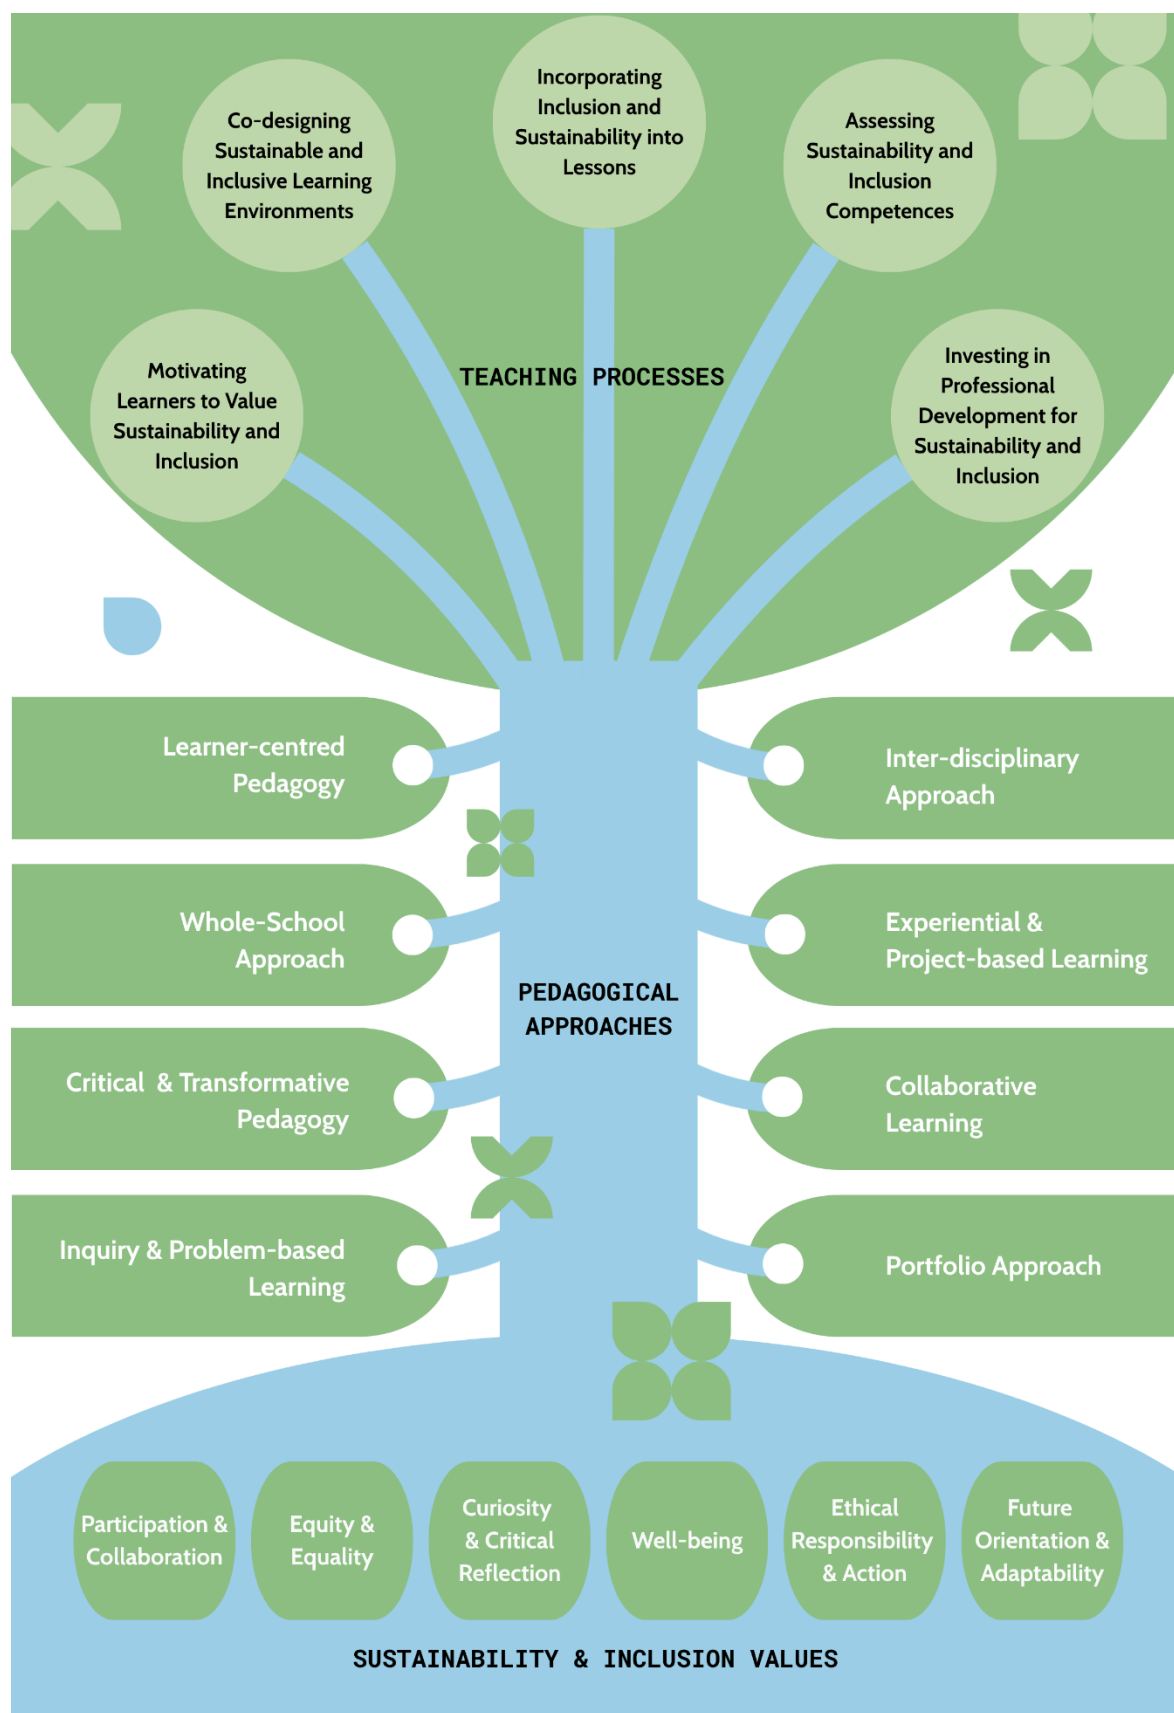 Incorporating
Inclusion and
Sustainability into
Lessons
Co-designing
Sustainable and
Inclusive Learning
Environments
Assessing
Sustainability and
Inclusion
Competences
Motivating
Learners to Value
Sustainability and
Inclusion
TEACHING PROCESSES
Investing in
Professional
Development for
Sustainability and
Inclusion
Learner-centred
Pedagogy
Inter-disciplinary
Approach
Whole-School
Approach
Experiential &
Project-based Learning
PEDAGOGICAL
APPROACHES
Critical & Transformative
Pedagogy
Collaborative
Learning
Inquiry & Problem-based
Learning
Portfolio Approach
Participation &
Collaboration
Equity &
Equality
Curiosity
& Critical
Reflection
Well-being
Ethical
Responsibility
& Action
Future
Orientation &
Adaptability
SUSTAINABILITY & INCLUSION VALUES